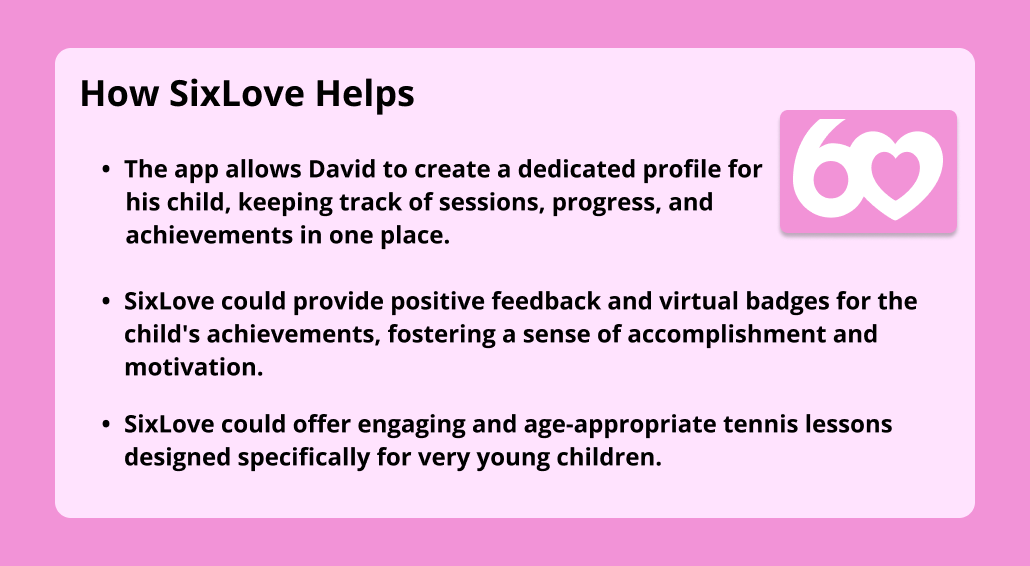 How SixLove Helps
• The app allows David to create a dedicated profile for
his child, keeping track of sessions, progress, and
achievements in one place.
• SixLove could provide positive feedback and virtual badges for the
child's achievements, fostering a sense of accomplishment and
motivation.
• SixLove could offer engaging and age-appropriate tennis lessons
designed specifically for very young children.
6